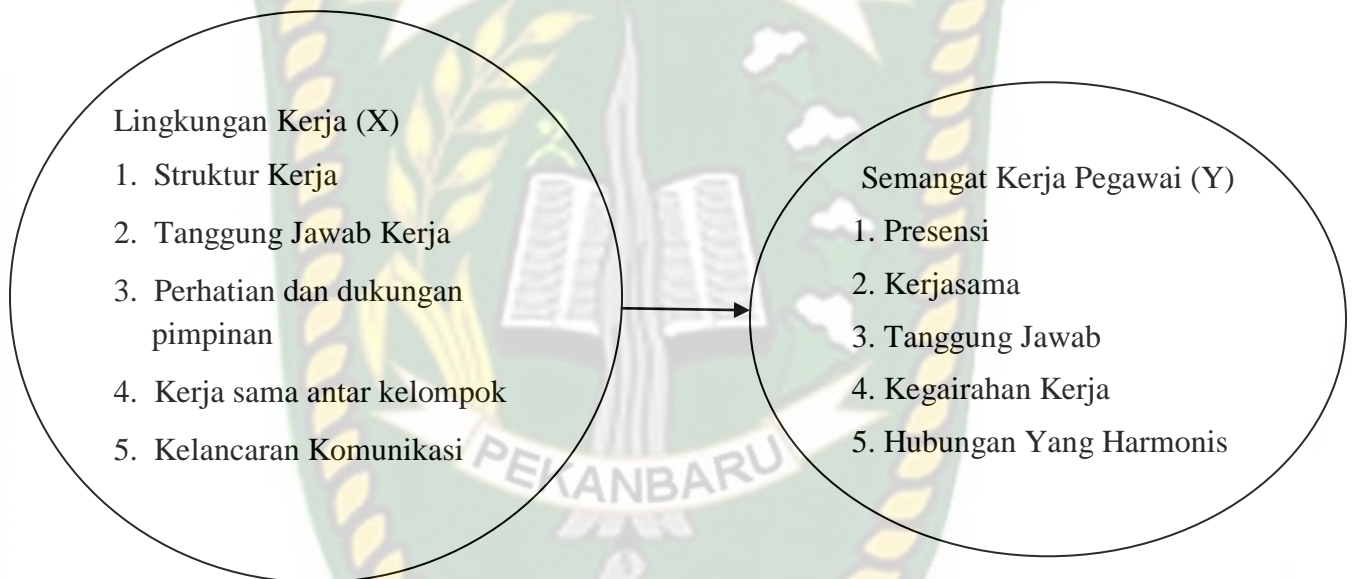 Lingkungan Kerja (X)
1. Struktur Kerja
2. Tanggung Jawab Kerja
3. Perhatian dan dukungan
pimpinan
4. Kerja sama antar kelompok
5. Kelancaran Komunikasi
Semangat Kerja Pegawai (Y)
1. Presensi
2. Kerjasama
3. Tanggung Jawab
4. Kegairahan Kerja
5. Hubungan Yang Harmonis
PEKANBARU